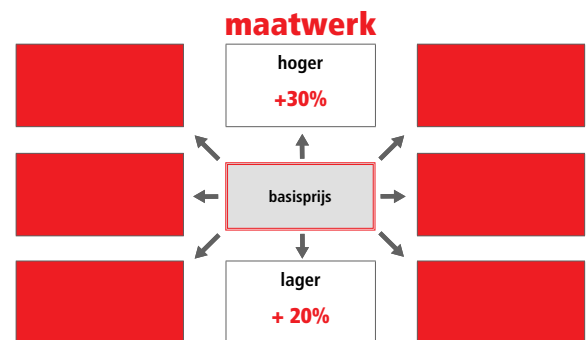 maatwerk
hoger
+30%
basisprijs
lager
+ 20%